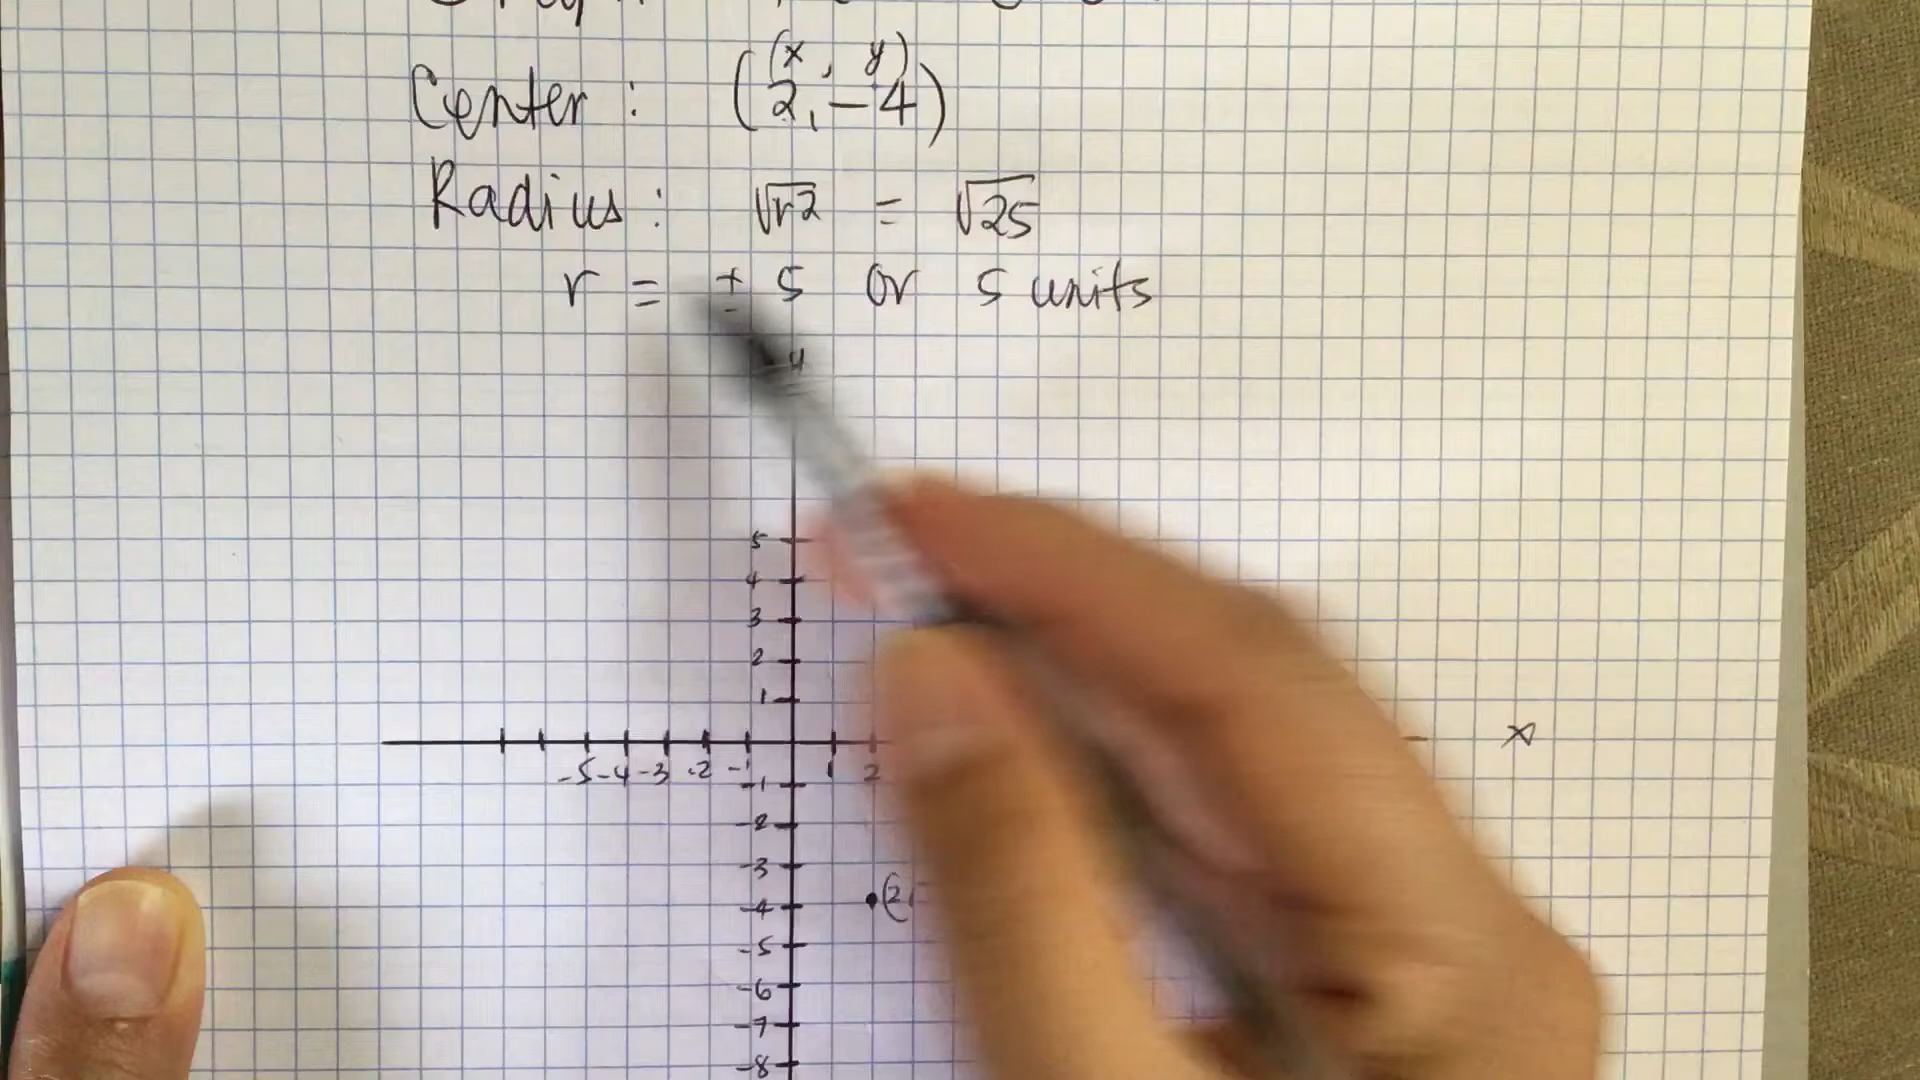 (x, y)
Center: (2, -4)
Radius: √r2 = √25
r = ± 5 or 5 units
y
5
4
3
2
1
x
-5 -4 -3 -2 -1 1 2
-1
-2
-3
-4 (2,
-5
-6
-7
-8